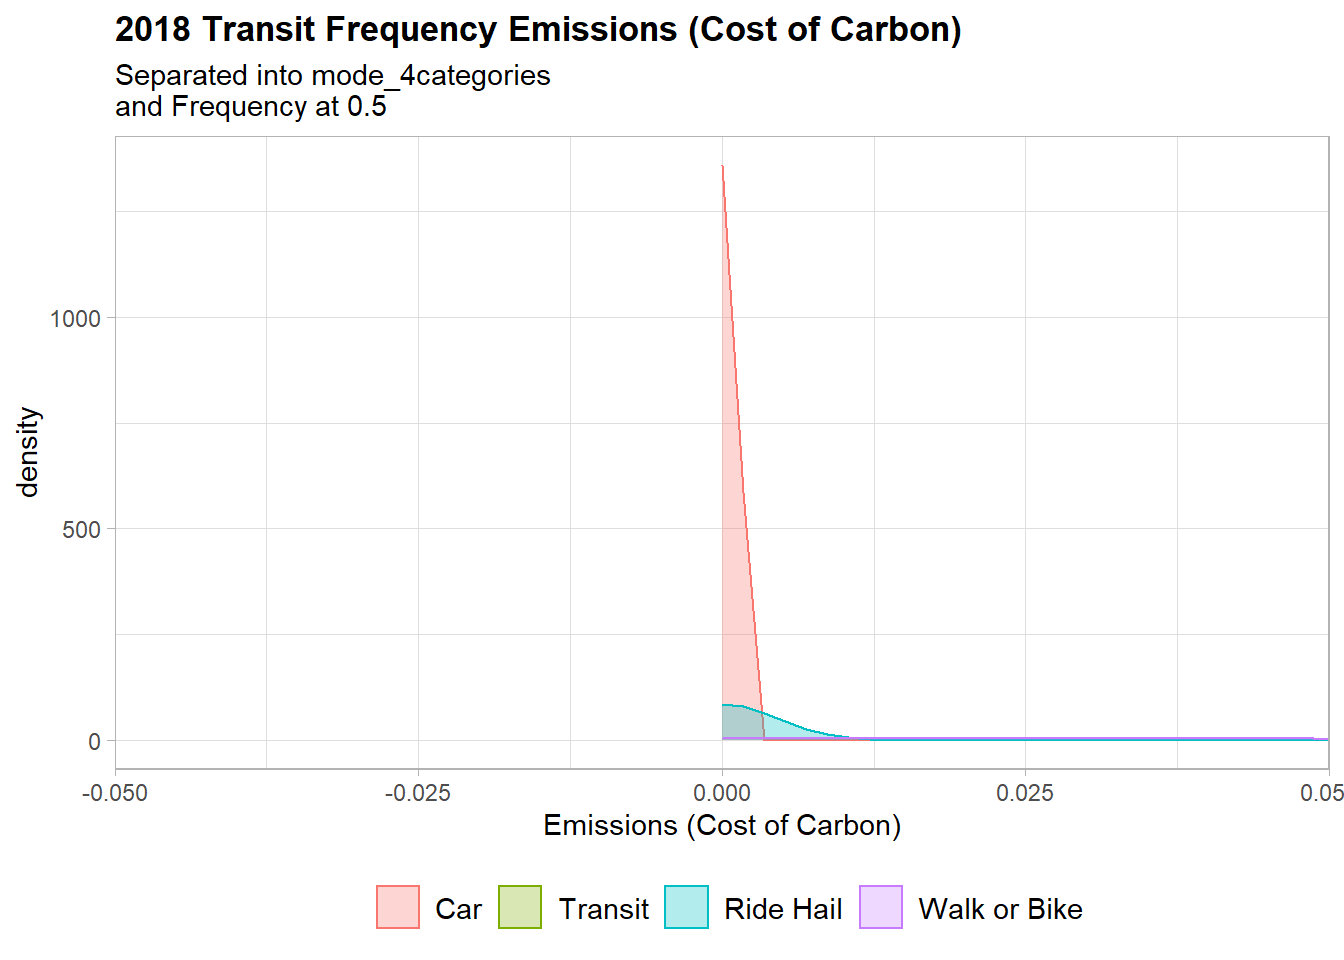 2018 Transit Frequency Emissions (Cost of Carbon)
Separated into mode_4categories
and Frequency at 0.5
density
1000
500
0
-0.050
-0.025
0.000
0.025
0.05
Emissions (Cost of Carbon)
Car
Transit
Ride Hail
Walk or Bike